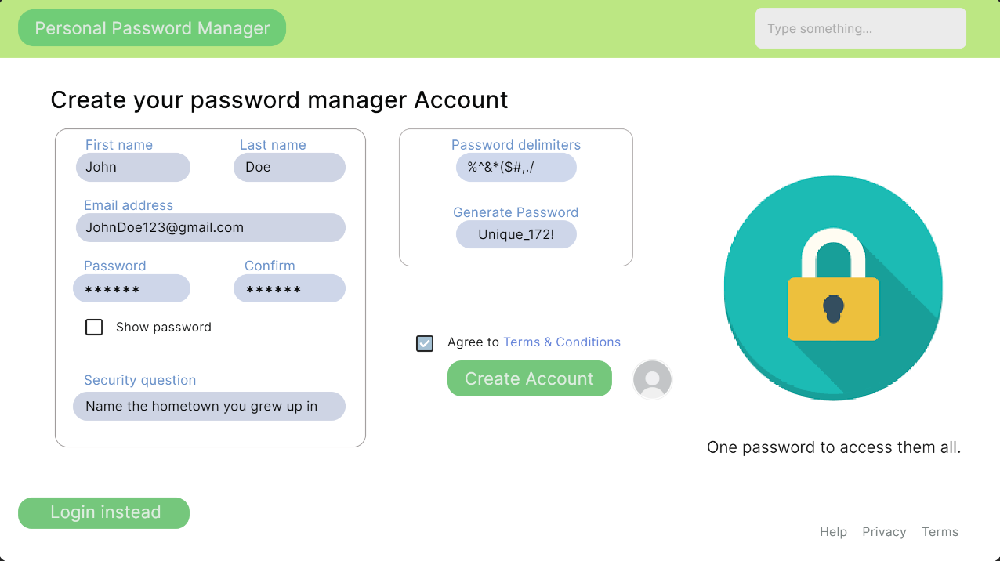 Personal Password Manager
Type something...
Create your password manager Account
First name
Last name
John
Doe
Email address
JohnDoe123@gmail.com
Password
Confirm
******
******
Show password
Security question
Name the hometown you grew up in
Password delimiters
%^&*($#,./
Generate Password
Unique_172!
Agree to Terms & Conditions
Create Account
One password to access them all.
Login instead
Help Privacy Terms